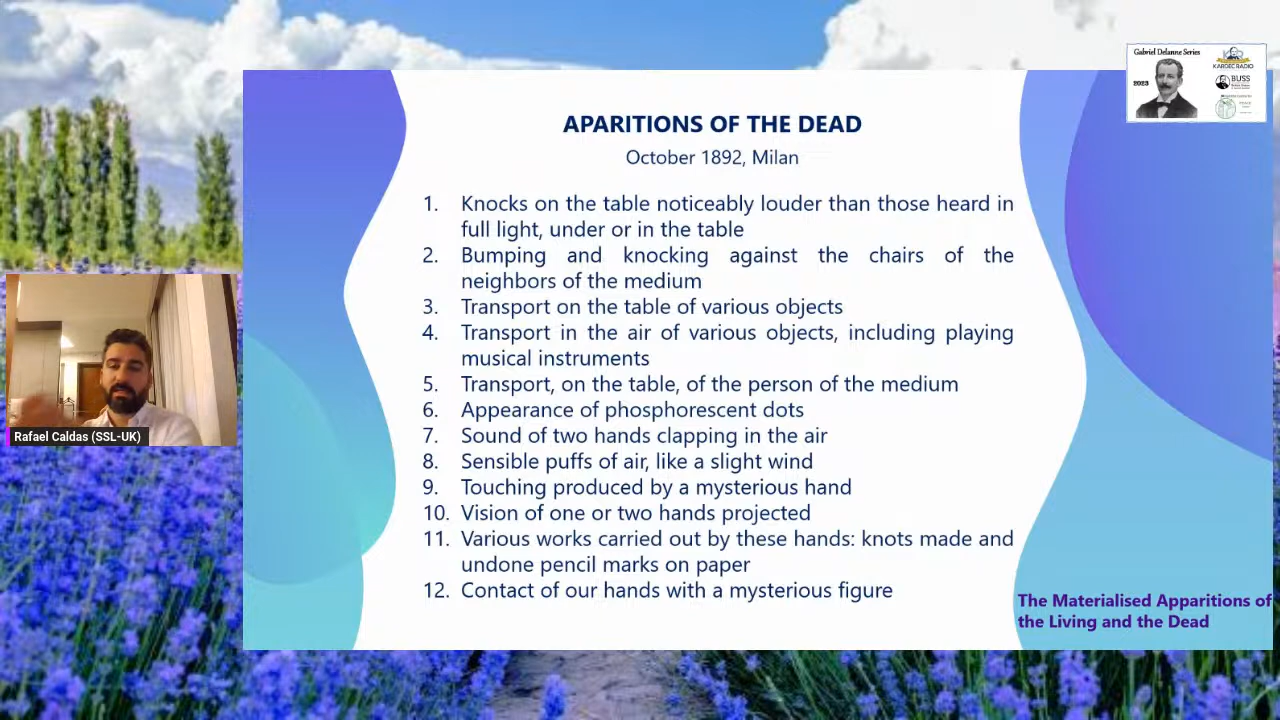 Gabriel Delanne Series
2023
KARDEC RADIO
BUSS
APARITIONS OF THE DEAD
October 1892, Milan
1. Knocks on the table noticeably louder than those heard in
full light, under or in the table
2. Bumping and knocking against the chairs of the
neighbors of the medium
3. Transport on the table of various objects
4. Transport in the air of various objects, including playing
musical instruments
5. Transport, on the table, of the person of the medium
6. Appearance of phosphorescent dots
7. Sound of two hands clapping in the air
8. Sensible puffs of air, like a slight wind
9. Touching produced by a mysterious hand
10. Vision of one or two hands projected
11. Various works carried out by these hands: knots made and
undone pencil marks on paper
12. Contact of our hands with a mysterious figure
Rafael Caldas (SSL-UK)
The Materialised Apparitions of
the Living and the Dead